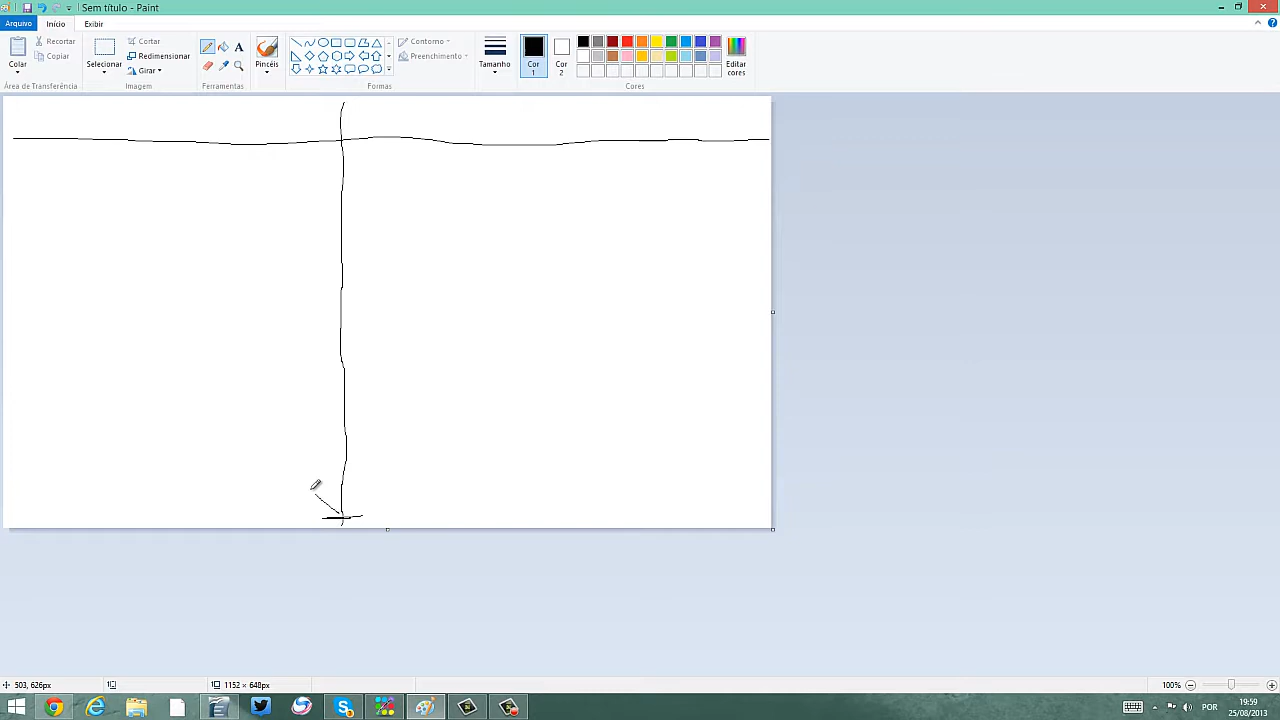 Sem título - Paint
Arquivo Início Exibir
Colar
Recortar
Copiar
Área de Transferência
Selecionar
Cortar
Redimensionar
Girar
Imagem
A
Ferramentas
Pincéis
Contorno
Preenchimento
Formas
Tamanho
Cor
1
Cor
2
Editar
cores
Cores
503, 626px
1152 × 648px
100%
POR
19:59
25/08/2013